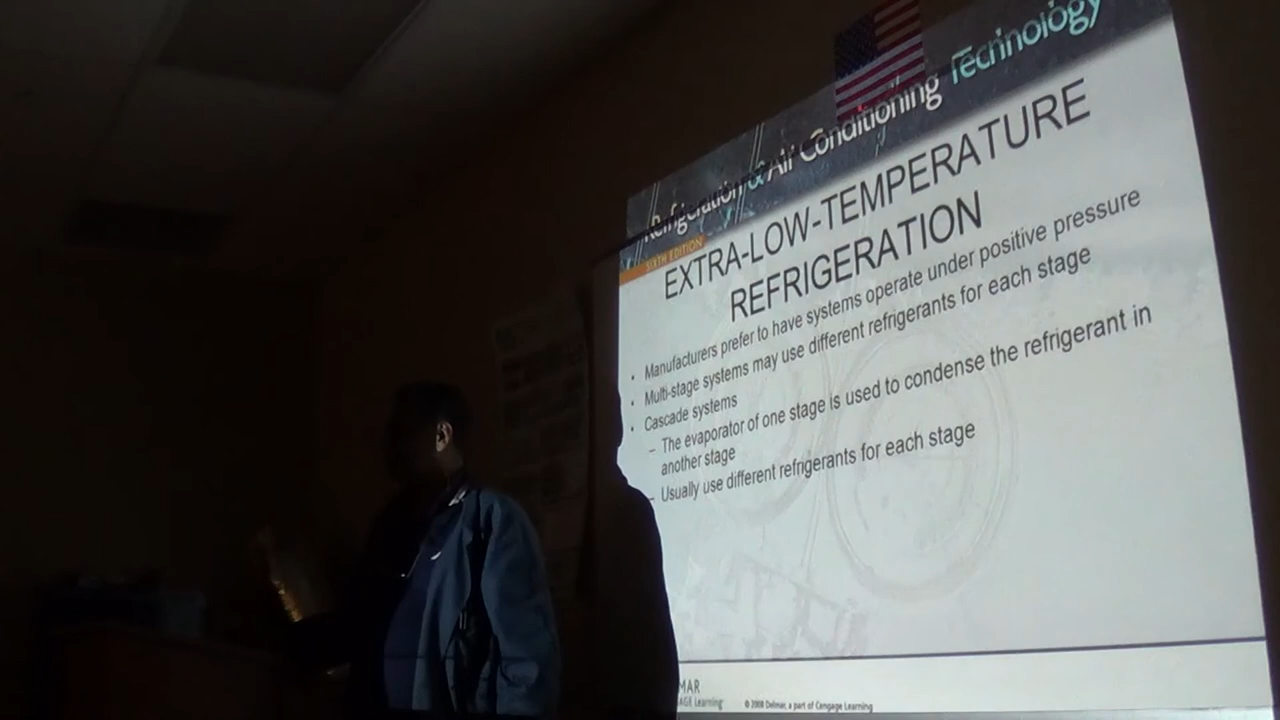 Refrigeration & Air Conditioning Technology
SIXTH EDITION
EXTRA-LOW-TEMPERATURE
REFRIGERATION
• Manufacturers prefer to have systems operate under positive pressure
• Multi-stage systems may use different refrigerants for each stage
• Cascade systems
– The evaporator of one stage is used to condense the refrigerant in
another stage
– Usually use different refrigerants for each stage
MAR
GAGE Learning
© 2008 Delmar, a part of Cengage Learning